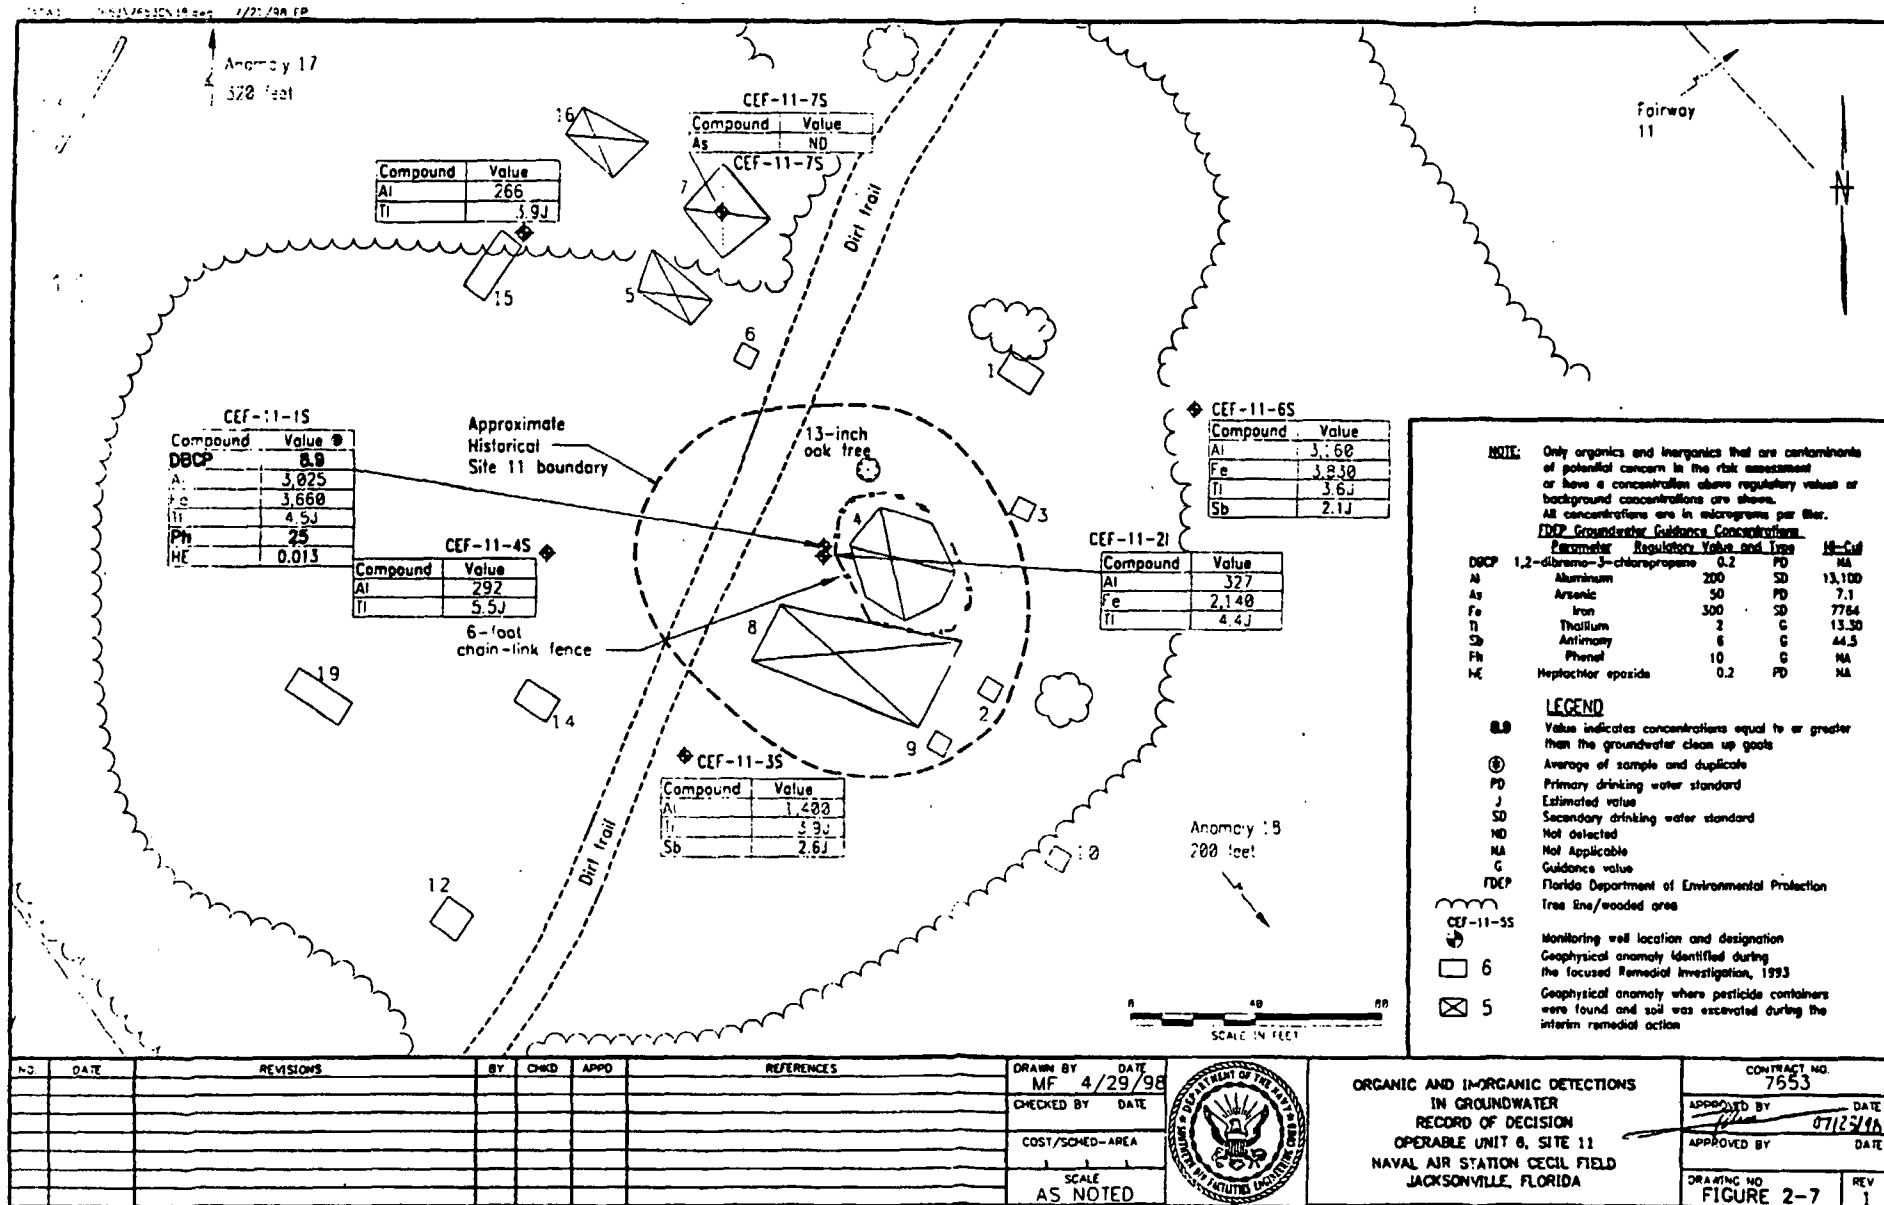 4/21/98 FP
Anomaly 17
320 feet
16
CEF-11-7S
Compound Value
As ND
CEF-11-7S
7
Compound Value
Al 266
Tl 3.9J
15
5
6
Dirt trail
Fairway
11
N
1
CEF-11-1S
Compound Value
DBCP 8.9
Al 3,025
Fe 3,660
Tl 4.5J
Ph 25
HE 0.013
Approximate
Historical
Site 11 boundary
13-inch
oak tree
CEF-11-6S
Compound Value
Al 3,160
Fe 3,830
Tl 3.6J
Sb 2.1J
3
4
CEF-11-4S
Compound Value
Al 292
Tl 5.5J
CEF-11-2I
Compound Value
Al 327
Fe 2,140
Tl 4.4J
6-foot
chain-link fence
8
19
14
2
9
CEF-11-3S
Compound Value
Al 1,400
Tl 3.9J
Sb 2.6J
Dirt trail
12
10
Anomaly 18
200 feet
0 40 80
SCALE IN FEET
NOTE: Only organics and inorganics that are contaminants
of potential concern in the risk assessment
or have a concentration above regulatory values or
background concentrations are shown.
All concentrations are in micrograms per liter.
FDEP Groundwater Guidance Concentrations
Parameter Regulatory Value and Type
DBCP 1,2-dibromo-3-chloropropane 0.2 PD NA
Al Aluminum 200 SD 13,100
As Arsenic 50 PD 7.1
Fe Iron 300 SD 7764
Tl Thallium 2 G 13.30
Sb Antimony 6 G 44.5
Ph Phenol 10 G NA
HE Heptachlor epoxide 0.2 PD NA
LEGEND
8.9 Value indicates concentrations equal to or greater
than the groundwater clean up goals
Average of sample and duplicate
PD Primary drinking water standard
J Estimated value
SD Secondary drinking water standard
ND Not detected
NA Not Applicable
G Guidance value
FDEP Florida Department of Environmental Protection
Tree line/wooded area
CEF-11-5S
Monitoring well location and designation
6 Geophysical anomaly identified during
the focused Remedial Investigation, 1993
5 Geophysical anomaly where pesticide containers
were found and soil was excavated during the
interim remedial action
NO. DATE REVISIONS BY CHKD APPD REFERENCES
DRAWN BY DATE
MF 4/29/98
CHECKED BY DATE
COST/SCHED-AREA
SCALE
AS NOTED
DEPARTMENT OF THE NAVY
SOUTHERN DIV FACILITIES ENGINEERING
ORGANIC AND INORGANIC DETECTIONS
IN GROUNDWATER
RECORD OF DECISION
OPERABLE UNIT 6, SITE 11
NAVAL AIR STATION CECIL FIELD
JACKSONVILLE, FLORIDA
CONTRACT NO.
7653
APPROVED BY DATE
07/23/98
APPROVED BY DATE
DRAWING NO. REV
FIGURE 2-7 1